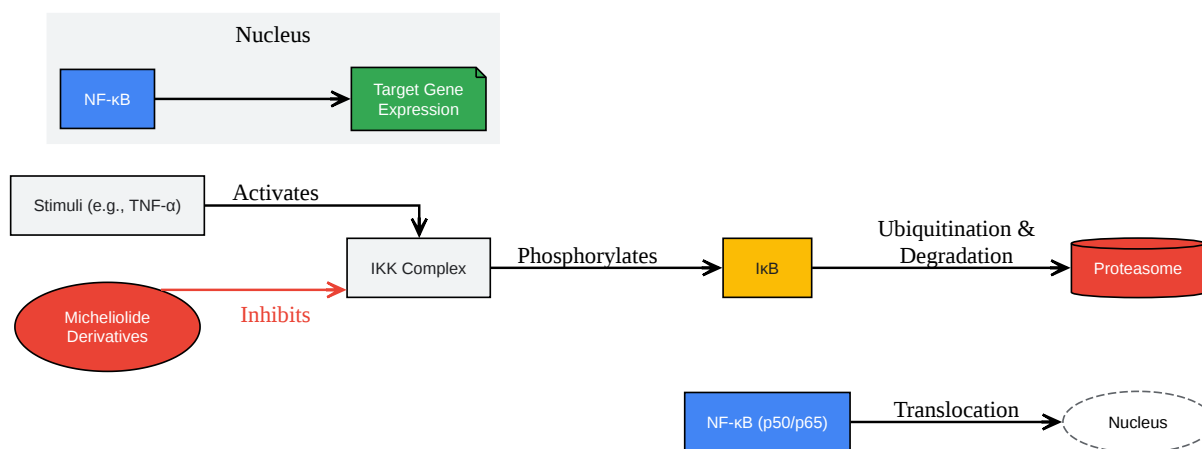 Nucleus
NF-κB
Target Gene
Expression
Stimuli (e.g., TNF-α)
Activates
IKK Complex
Phosphorylates
IκB
Ubiquitination &
Degradation
Proteasome
Micheliolide
Derivatives
Inhibits
NF-κB (p50/p65)
Translocation
Nucleus